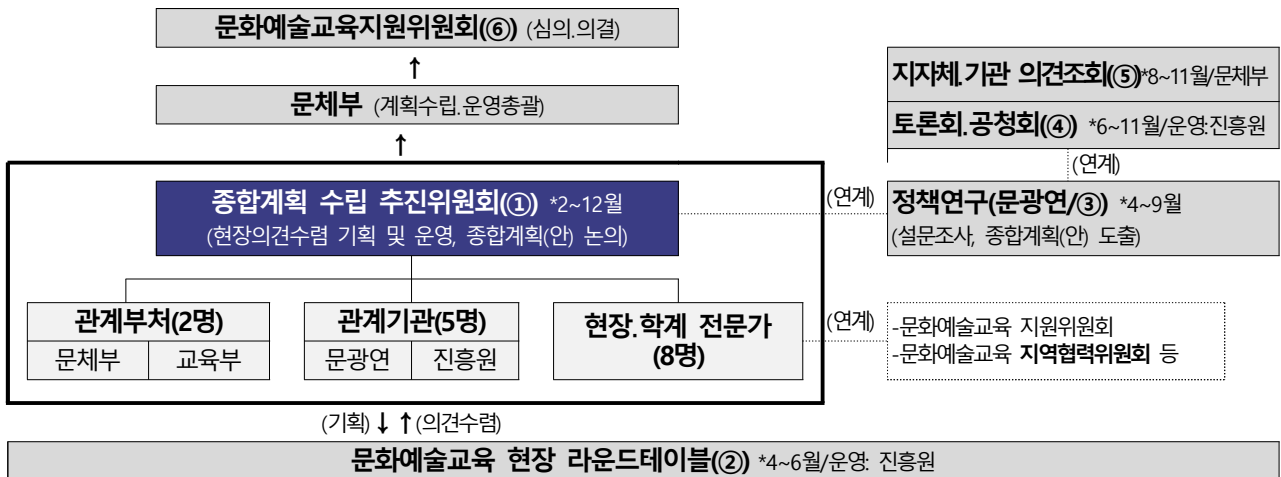 문화예술교육지원위원회(⑥) (심의.의결)
↑
문체부 (계획수립.운영총괄)
↑
지자체.기관 의견조회(⑤)*8~11월/문체부
토론회.공청회(④) *6~11월/운영:진흥원
(연계)
종합계획 수립 추진위원회(①) *2~12월
(현장의견수렴 기획 및 운영, 종합계획(안) 논의)
(연계)
정책연구(문광연/③) *4~9월
(설문조사, 종합계획(안) 도출)
관계부처(2명)
문체부 교육부
관계기관(5명)
문광연 진흥원
현장.학계 전문가
(8명)
(연계)
-문화예술교육 지원위원회
-문화예술교육 지역협력위원회 등
(기획) ↓ ↑ (의견수렴)
문화예술교육 현장 라운드테이블(②) *4~6월/운영: 진흥원